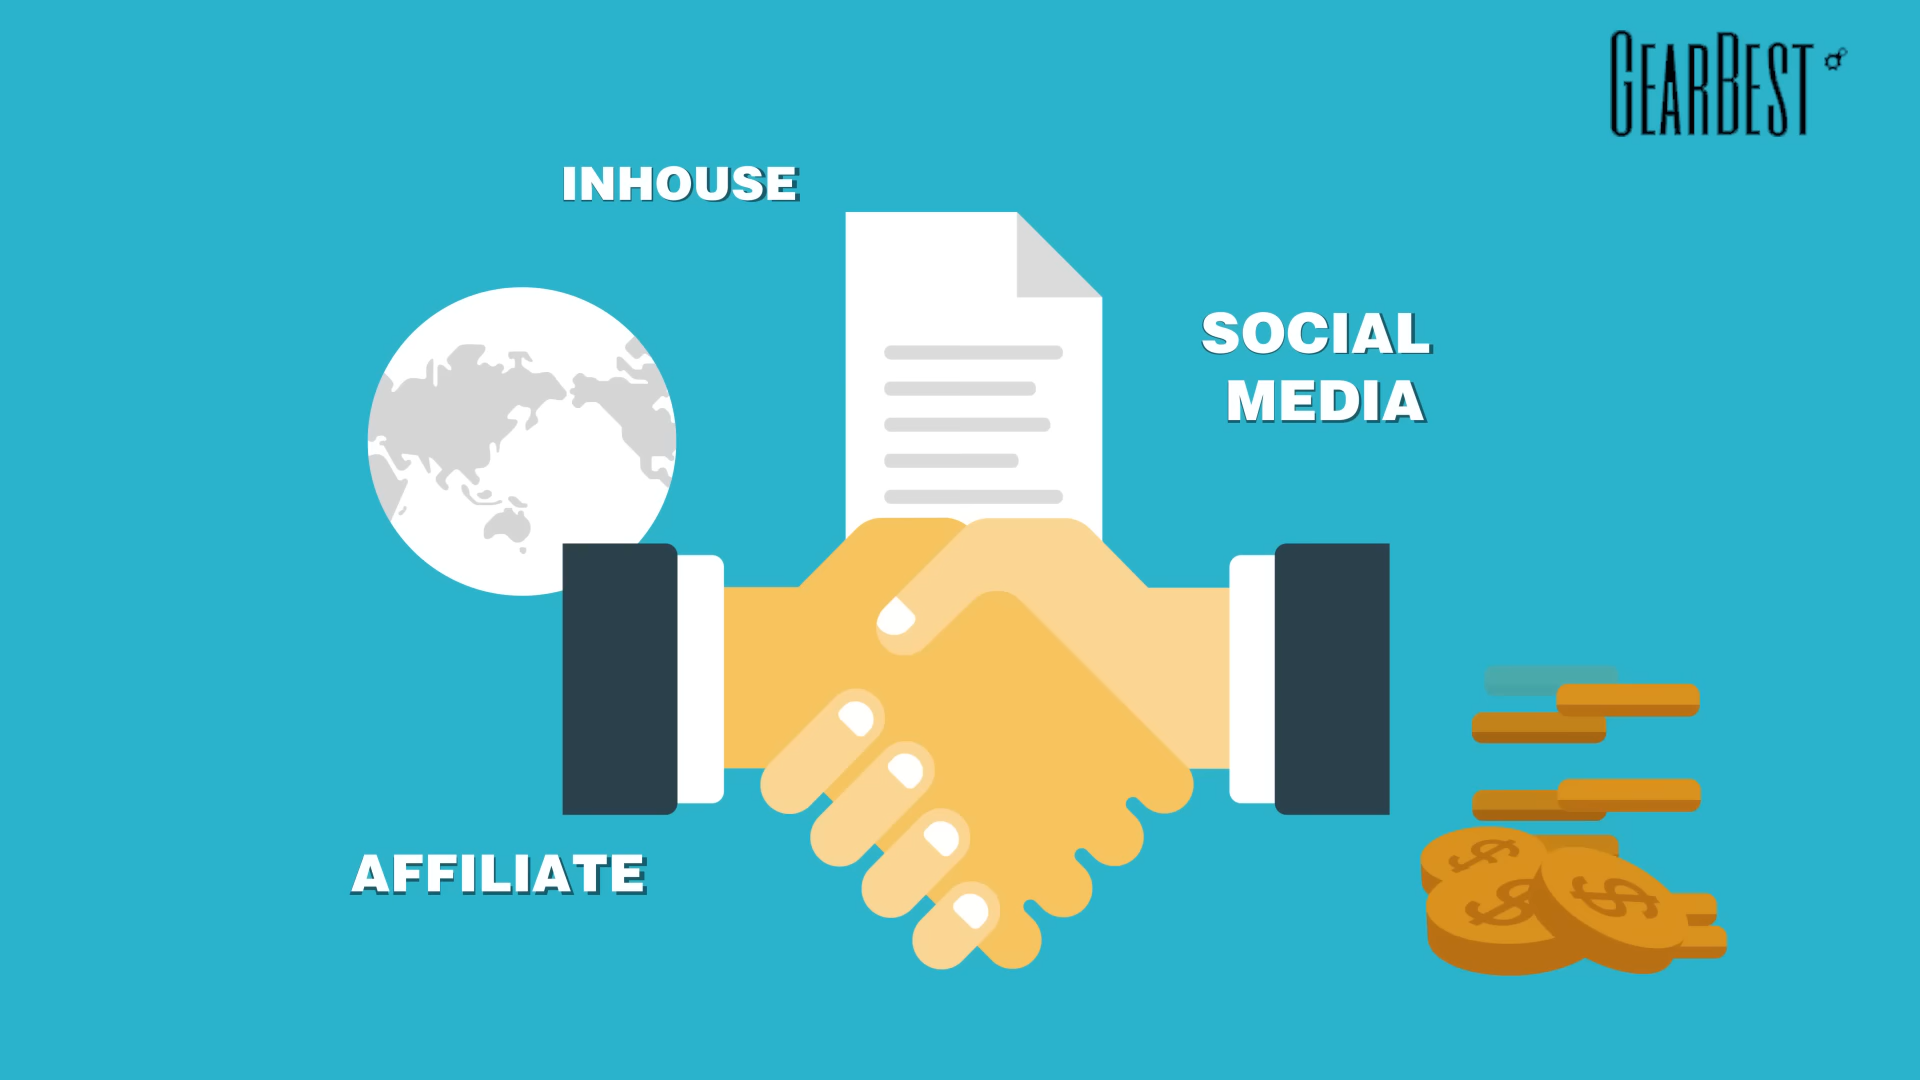 GEARBEST
INHOUSE
SOCIAL
MEDIA
AFFILIATE
$
$
$